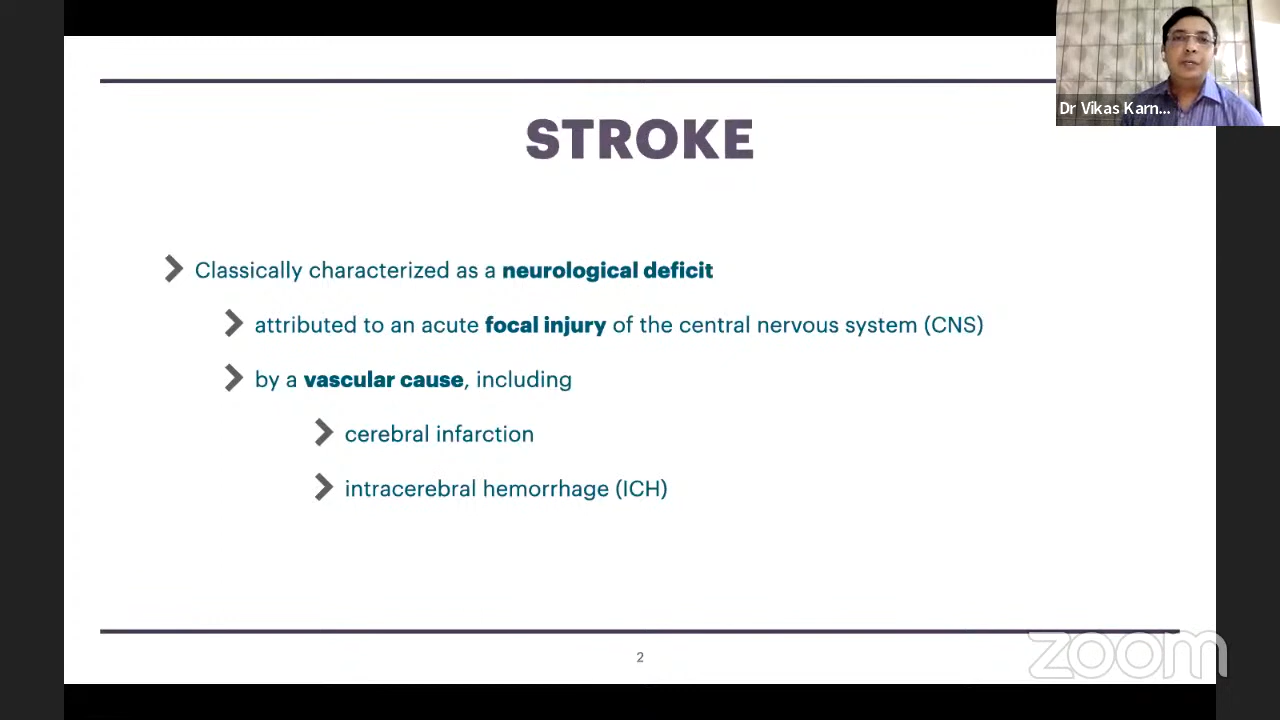 Dr Vikas Karn...
STROKE
Classically characterized as a neurological deficit
attributed to an acute focal injury of the central nervous system (CNS)
by a vascular cause, including
cerebral infarction
intracerebral hemorrhage (ICH)
2
zoom